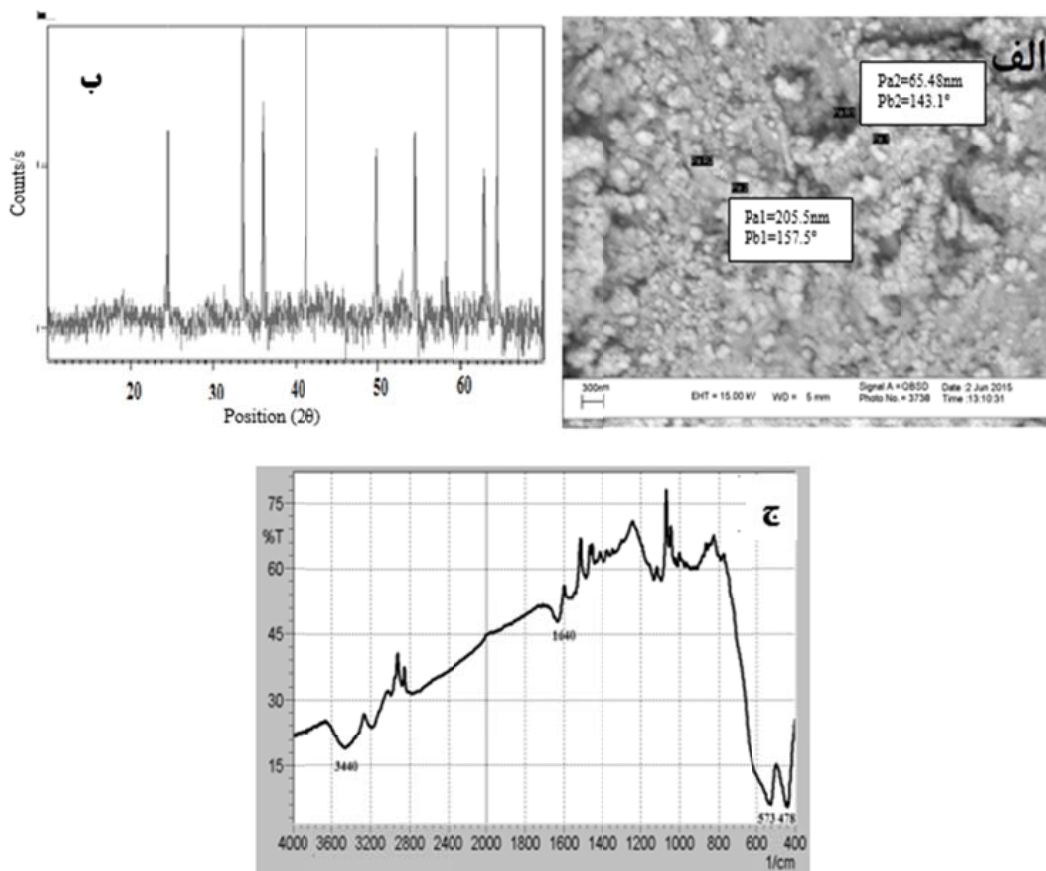 ب
Counts/s
20 30 40 50 60
Position (2θ)
الف
Pa2=65.48nm
Pb2=143.1°
Pa1=205.5nm
Pb1=157.5°
300nm
EHT = 15.00 kV WD = 5 mm
Signal A = QBSD Date :2 Jun 2015
Photo No. = 3738 Time :13:10:31
ج
75
%T
60
45
30
15
1640
3440
573 478
4000 3600 3200 2800 2400 2000 1600 1400 1200 1000 800 600 400
1/cm